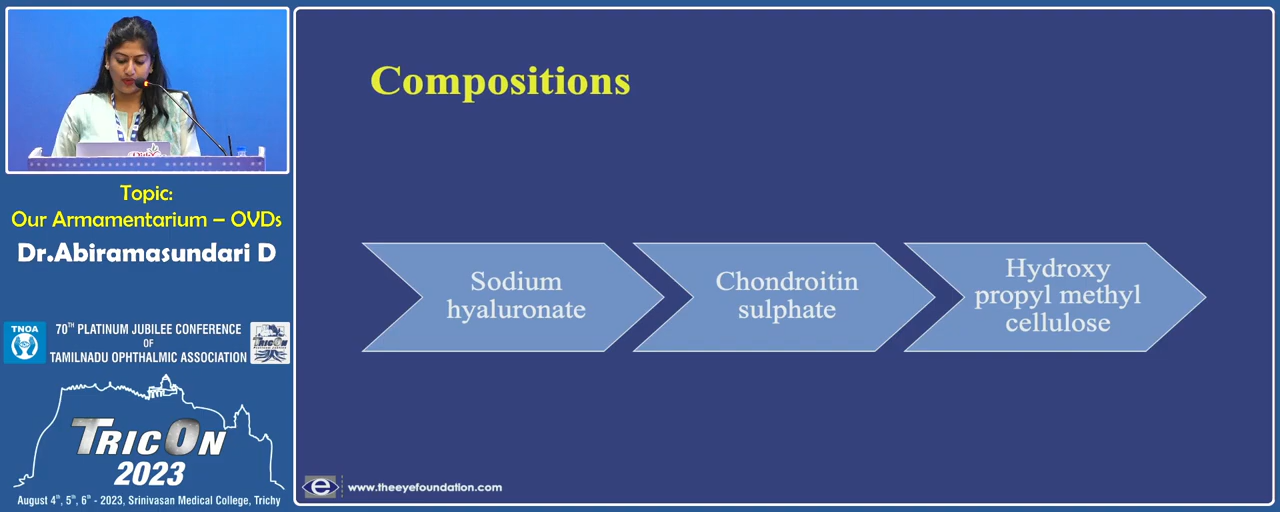 Topic:
Our Armamentarium – OVDs
Dr.Abiramasundari D
TNOA
70TH PLATINUM JUBILEE CONFERENCE
OF
TAMILNADU OPHTHALMIC ASSOCIATION
TRICON
TRICON
2023
August 4th, 5th, 6th - 2023, Srinivasan Medical College, Trichy
Compositions
Sodium
hyaluronate
Chondroitin
sulphate
Hydroxy
propyl methyl
cellulose
e
www.theeyefoundation.com